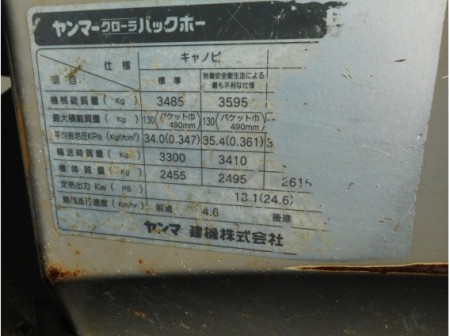 ヤンマークローラバックホー
仕様 キャノピ
項目 標準 労働安全衛生法による
最も不利な仕様
機械総質量 (Kg) 3485 3595
最大積載質量 (Kg) 130(バケット巾490mm) 130(バケット巾490mm)
平均接地圧KPa (Kgf/cm²) 34.0(0.347) 35.4(0.361) 3
輸送時質量 (Kg) 3300 3410
機体質量 (Kg) 2455 2495 2615
定格出力 Kw (PS) 18.1(24.6)
速度 (km/h) 前進 4.6 後進
ヤンマ 建機株式会社